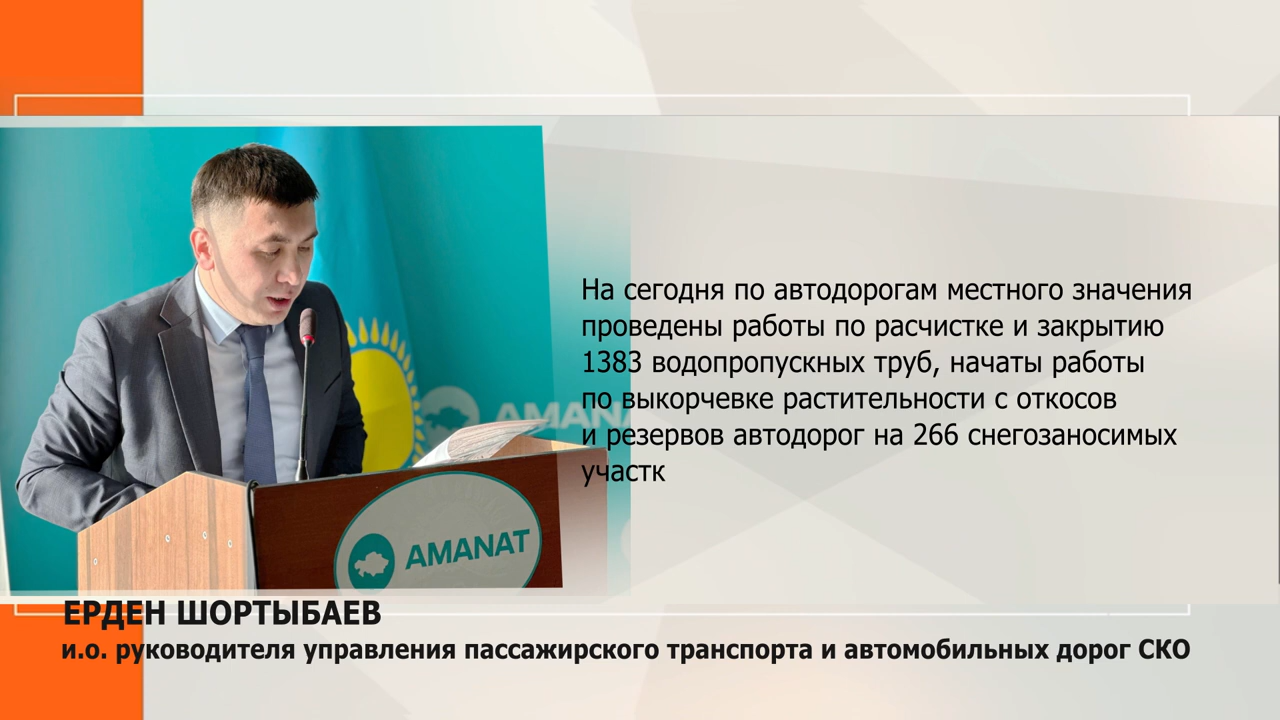 На сегодня по автодорогам местного значения
проведены работы по расчистке и закрытию
1383 водопропускных труб, начаты работы
по выкорчевке растительности с откосов
и резервов автодорог на 266 снегозаносимых
участк
AMANA
AMANAT
ЕРДЕН ШОРТЫБАЕВ
и.о. руководителя управления пассажирского транспорта и автомобильных дорог СКО